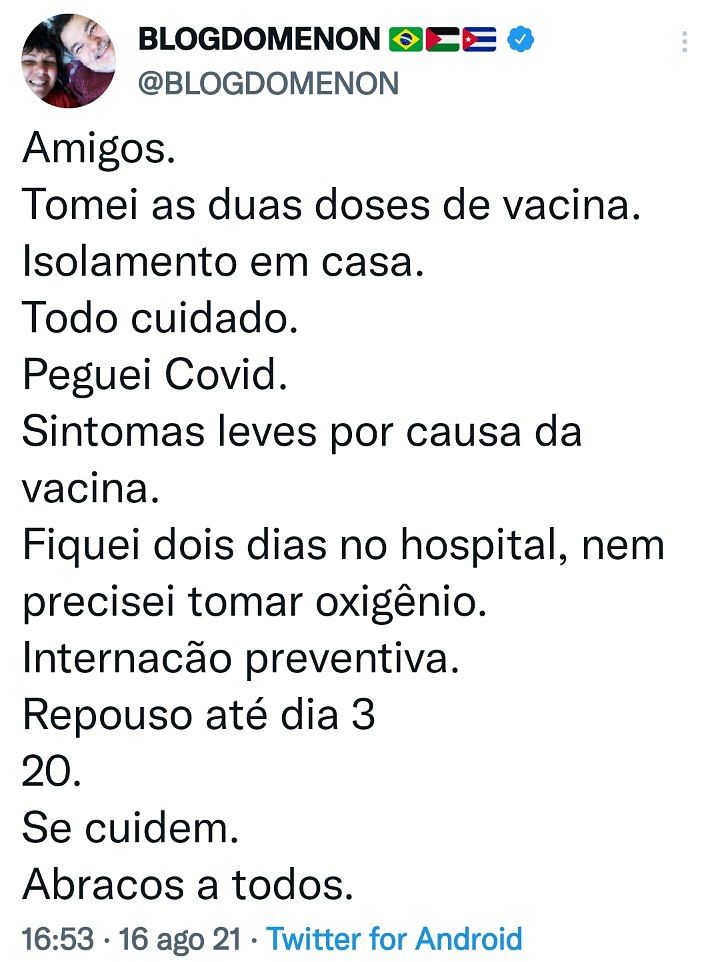 BLOGDOMENON 🇧🇷🇵🇸🇨🇺
@BLOGDOMENON
Amigos.
Tomei as duas doses de vacina.
Isolamento em casa.
Todo cuidado.
Peguei Covid.
Sintomas leves por causa da
vacina.
Fiquei dois dias no hospital, nem
precisei tomar oxigênio.
Internacão preventiva.
Repouso até dia 3
20.
Se cuidem.
Abracos a todos.
16:53 · 16 ago 21 · Twitter for Android